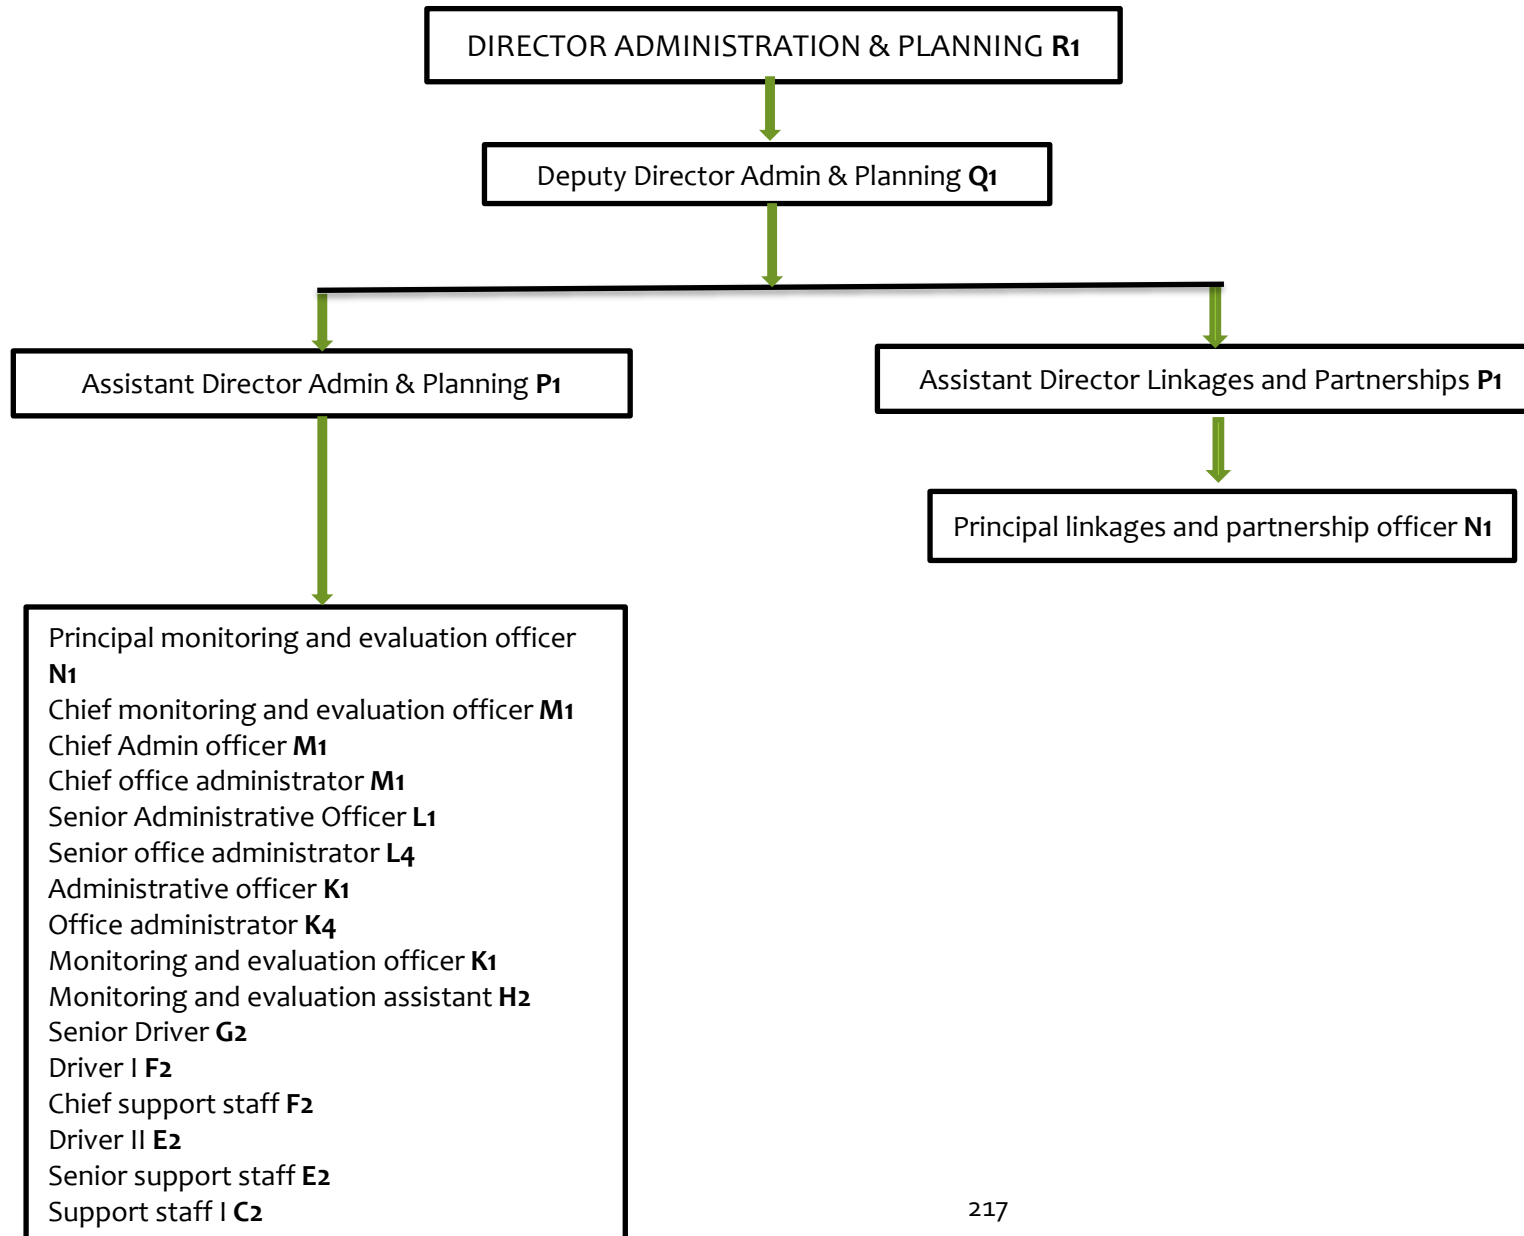 DIRECTOR ADMINISTRATION & PLANNING R1
Deputy Director Admin & Planning Q1
Assistant Director Admin & Planning P1
Assistant Director Linkages and Partnerships P1
Principal linkages and partnership officer N1
Principal monitoring and evaluation officer
N1
Chief monitoring and evaluation officer M1
Chief Admin officer M1
Chief office administrator M1
Senior Administrative Officer L1
Senior office administrator L4
Administrative officer K1
Office administrator K4
Monitoring and evaluation officer K1
Monitoring and evaluation assistant H2
Senior Driver G2
Driver I F2
Chief support staff F2
Driver II E2
Senior support staff E2
Support staff I C2
217